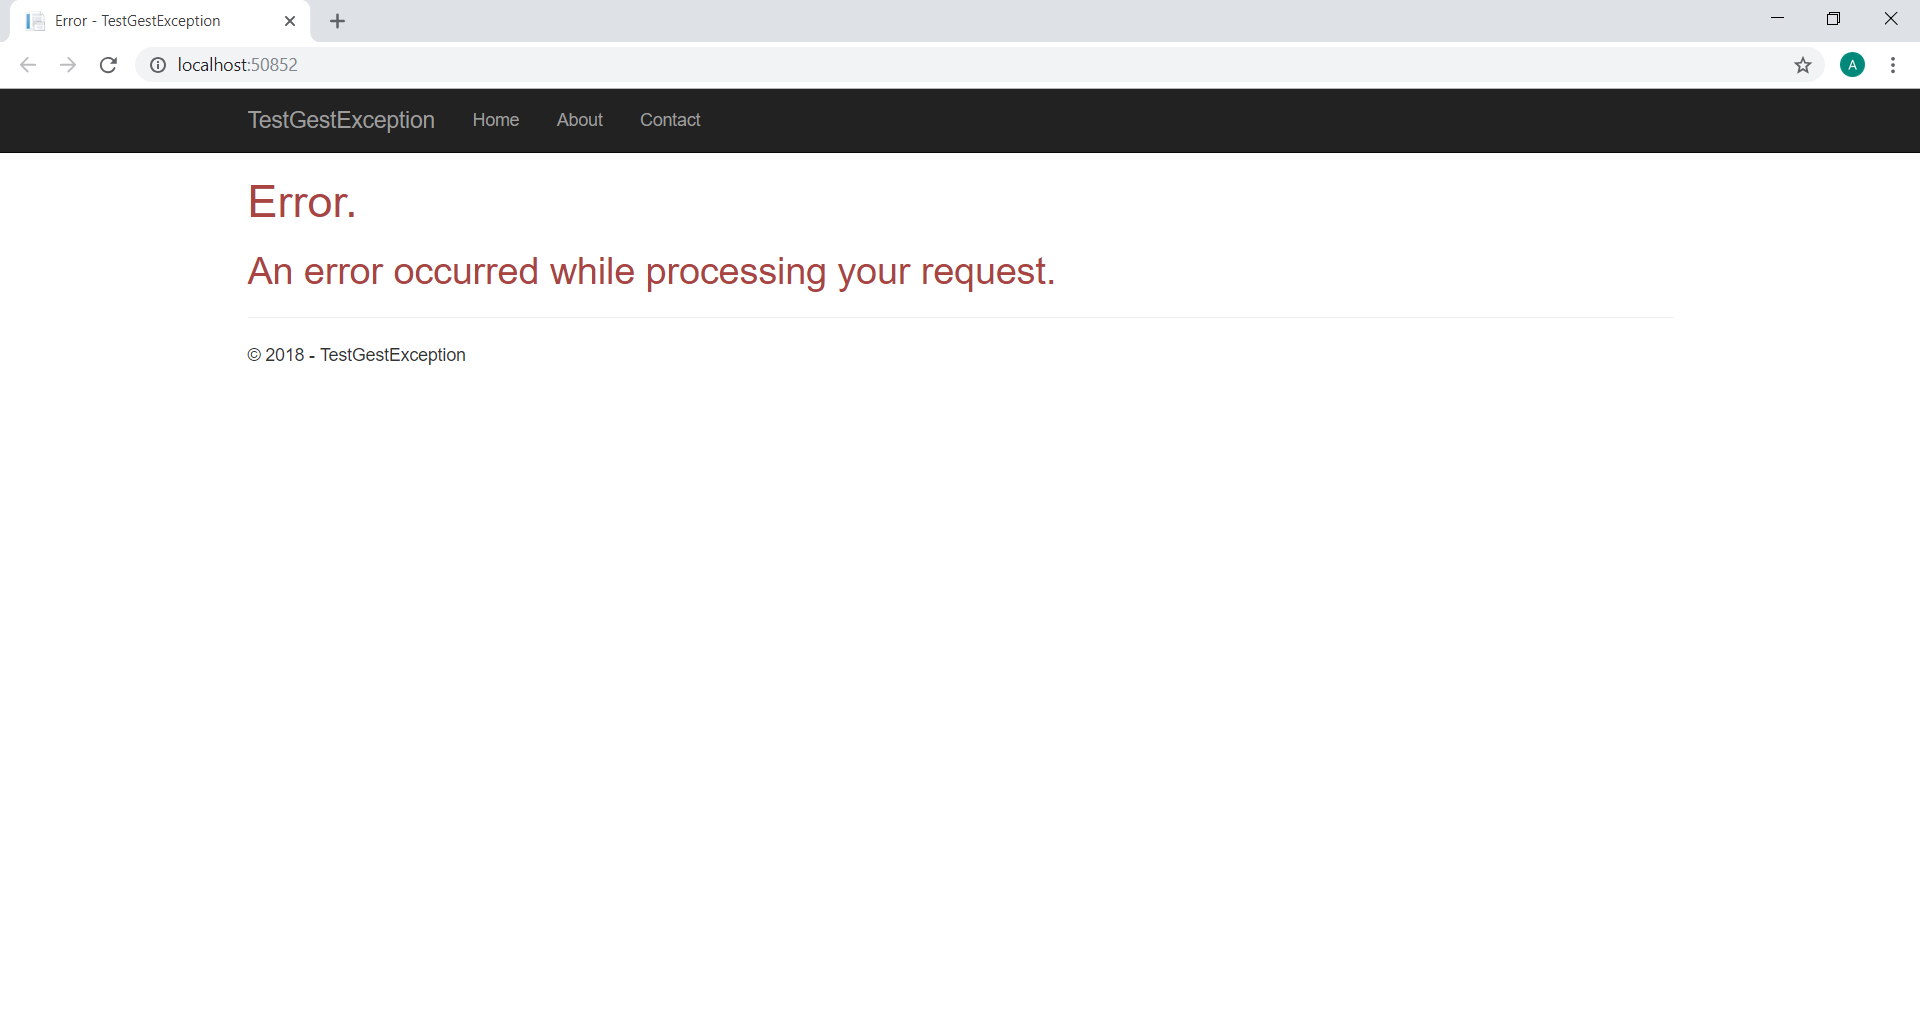 Error - TestGestException
localhost:50852
A
TestGestException Home About Contact
Error.
An error occurred while processing your request.
© 2018 - TestGestException